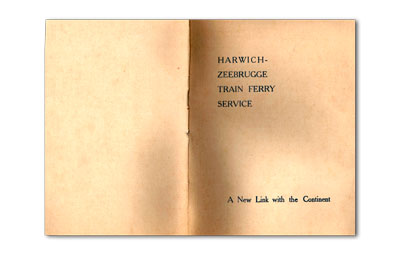 HARWICH-
ZEEBRUGGE
TRAIN FERRY
SERVICE
A New Link with the Continent